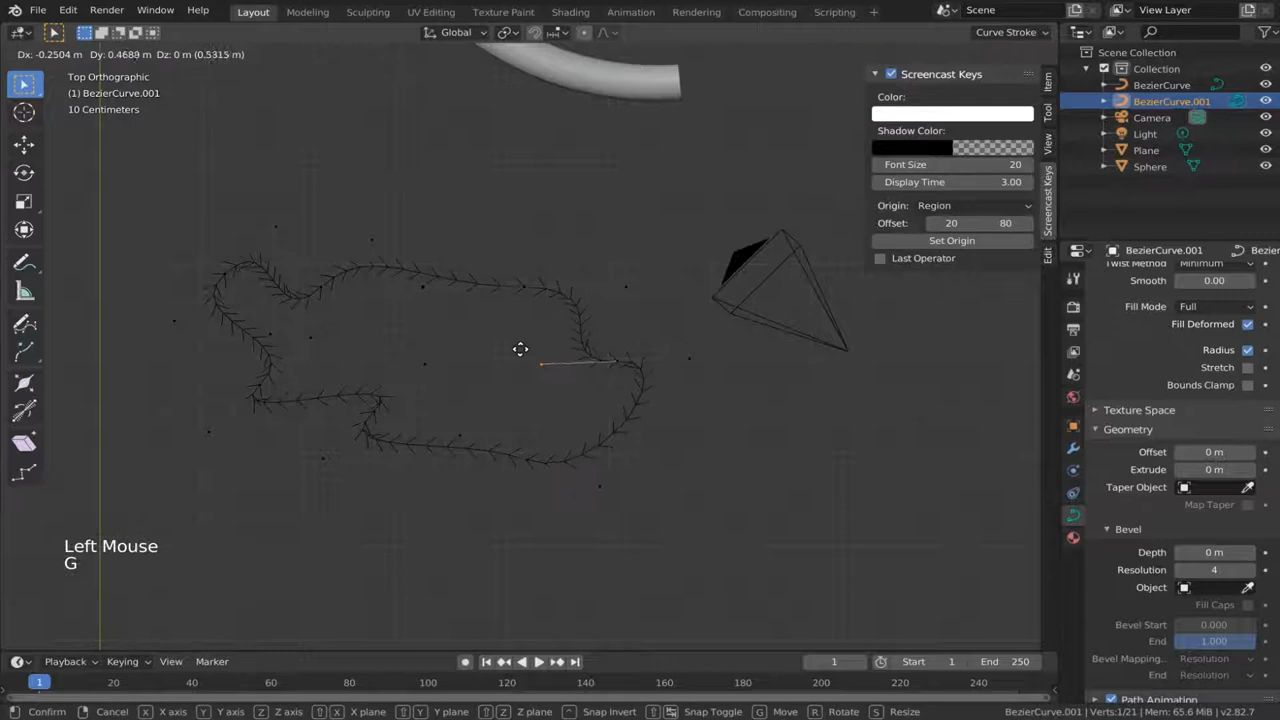 File Edit Render Window Help Layout Modeling Sculpting UV Editing Texture Paint Shading Animation Rendering Compositing Scripting + Scene View Layer
Global Curve Stroke
Dx: -0.2504 m Dy: 0.4688 m Dz: 0 m (0.5315 m)
Top Orthographic
(1) BezierCurve.001
10 Centimeters
Screencast Keys
Color:
Shadow Color:
Font Size 20
Display Time 3.00
Origin: Region
Offset: 20 80
Set Origin
Last Operator
Item
Tool
View
Screencast Keys
Edit
Scene Collection
Collection
BezierCurve
BezierCurve.001
Camera
Light
Plane
Sphere
BezierCurve.001 Bezier
Twist Method Minimum
Smooth 0.00
Fill Mode Full
Fill Deformed
Radius
Stretch
Bounds Clamp
Texture Space
Geometry
Offset 0 m
Extrude 0 m
Taper Object
Map Taper
Bevel
Depth 0 m
Resolution 4
Object
Fill Caps
Bevel Start 0.000
End 1.000
Bevel Mapping... Resolution
End Resolution
Path Animation
Left Mouse
G
Playback Keying View Marker 1 Start 1 End 250
1 20 40 60 80 100 120 140 160 180 200 220 240
Confirm Cancel X X axis Y Y axis Z Z axis X X plane Y Y plane Z Z plane Snap Invert Snap Toggle G Move R Rotate S Resize BezierCurve.001 | Verts:1/21 | Mem: 65.6 MiB | v2.82.7